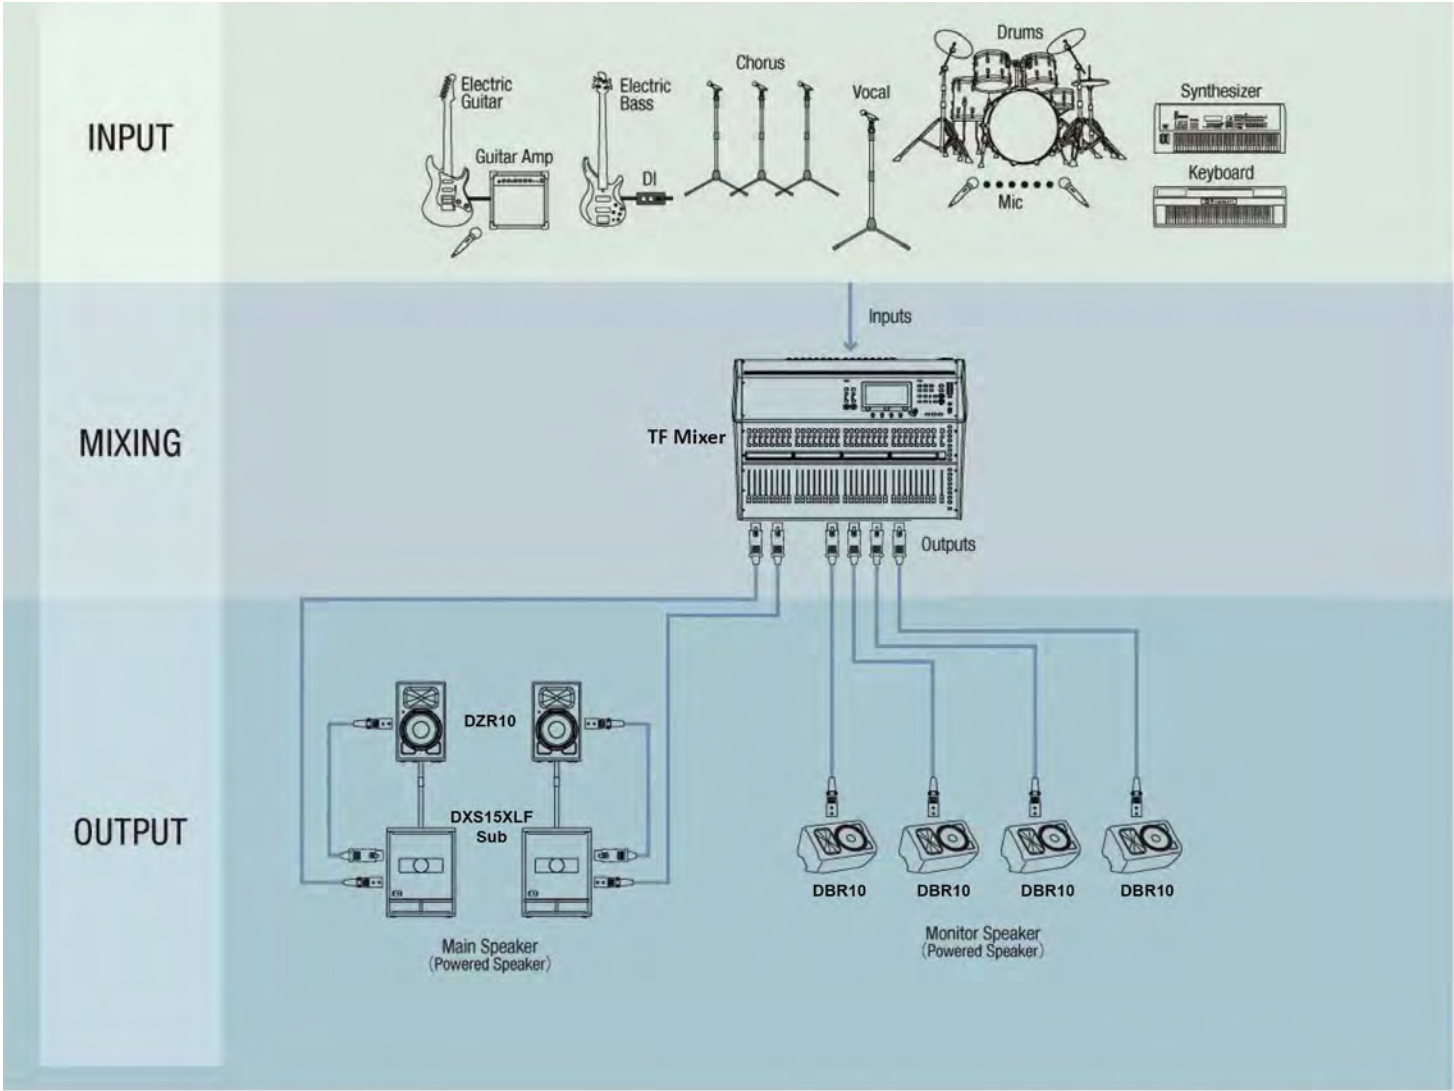 INPUT
Electric
Guitar
Guitar Amp
Electric
Bass
DI
Chorus
Vocal
Drums
Mic
Synthesizer
Keyboard
MIXING
Inputs
TF Mixer
Outputs
OUTPUT
DZR10
DXS15XLF
Sub
Main Speaker
(Powered Speaker)
DBR10
DBR10
DBR10
DBR10
Monitor Speaker
(Powered Speaker)